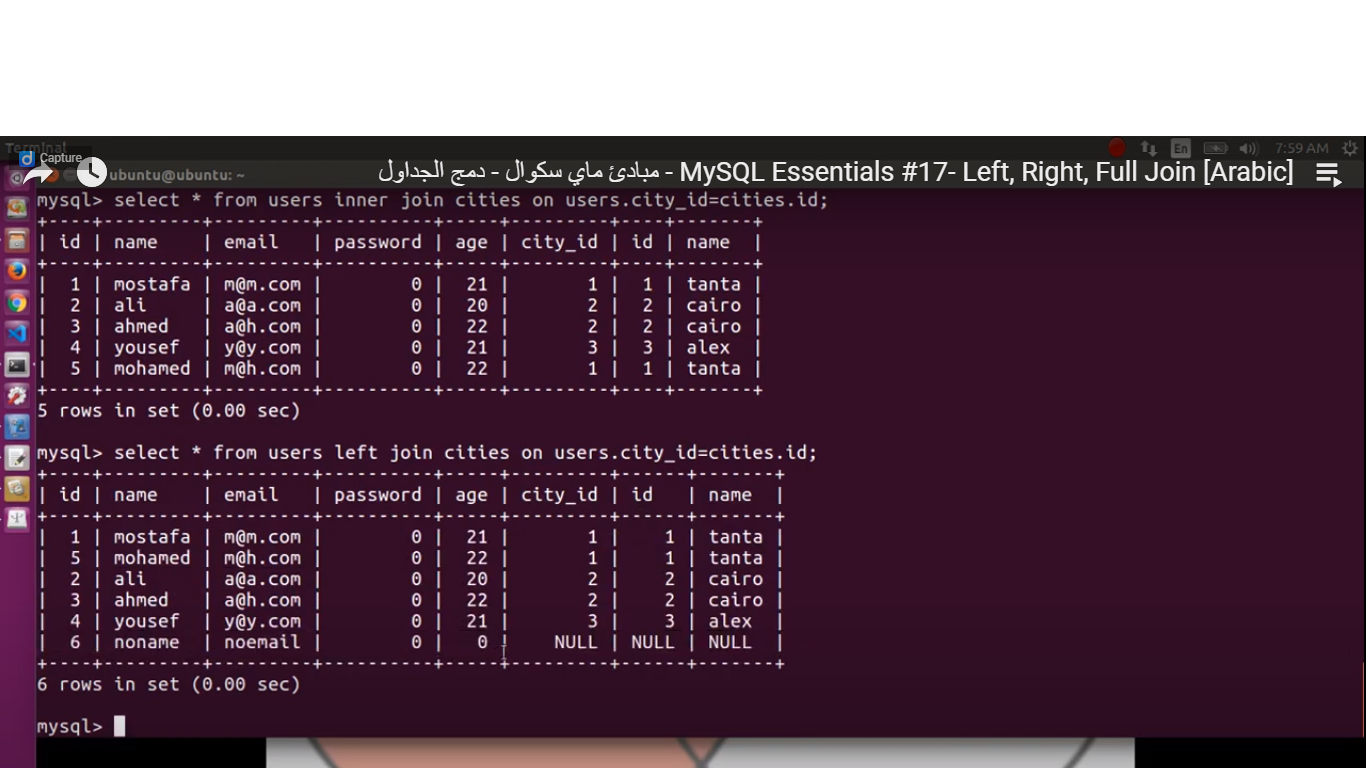 Terminal
En 7:59 AM
Capture
ubuntu@ubuntu: ~
MySQL Essentials #17- Left, Right, Full Join [Arabic] - مبادئ ماي سكوال - دمج الجداول
mysql> select * from users inner join cities on users.city_id=cities.id;
+----+---------+---------+----------+-----+---------+----+-------+
| id | name | email | password | age | city_id | id | name |
+----+---------+---------+----------+-----+---------+----+-------+
| 1 | mostafa | m@m.com | 0 | 21 | 1 | 1 | tanta |
| 2 | ali | a@a.com | 0 | 20 | 2 | 2 | cairo |
| 3 | ahmed | a@h.com | 0 | 22 | 2 | 2 | cairo |
| 4 | yousef | y@y.com | 0 | 21 | 3 | 3 | alex |
| 5 | mohamed | m@h.com | 0 | 22 | 1 | 1 | tanta |
+----+---------+---------+----------+-----+---------+----+-------+
5 rows in set (0.00 sec)
mysql> select * from users left join cities on users.city_id=cities.id;
+----+---------+---------+----------+-----+---------+------+-------+
| id | name | email | password | age | city_id | id | name |
+----+---------+---------+----------+-----+---------+------+-------+
| 1 | mostafa | m@m.com | 0 | 21 | 1 | 1 | tanta |
| 5 | mohamed | m@h.com | 0 | 22 | 1 | 1 | tanta |
| 2 | ali | a@a.com | 0 | 20 | 2 | 2 | cairo |
| 3 | ahmed | a@h.com | 0 | 22 | 2 | 2 | cairo |
| 4 | yousef | y@y.com | 0 | 21 | 3 | 3 | alex |
| 6 | noname | noemail | 0 | 0 | NULL | NULL | NULL |
+----+---------+---------+----------+-----+---------+------+-------+
6 rows in set (0.00 sec)
mysql>